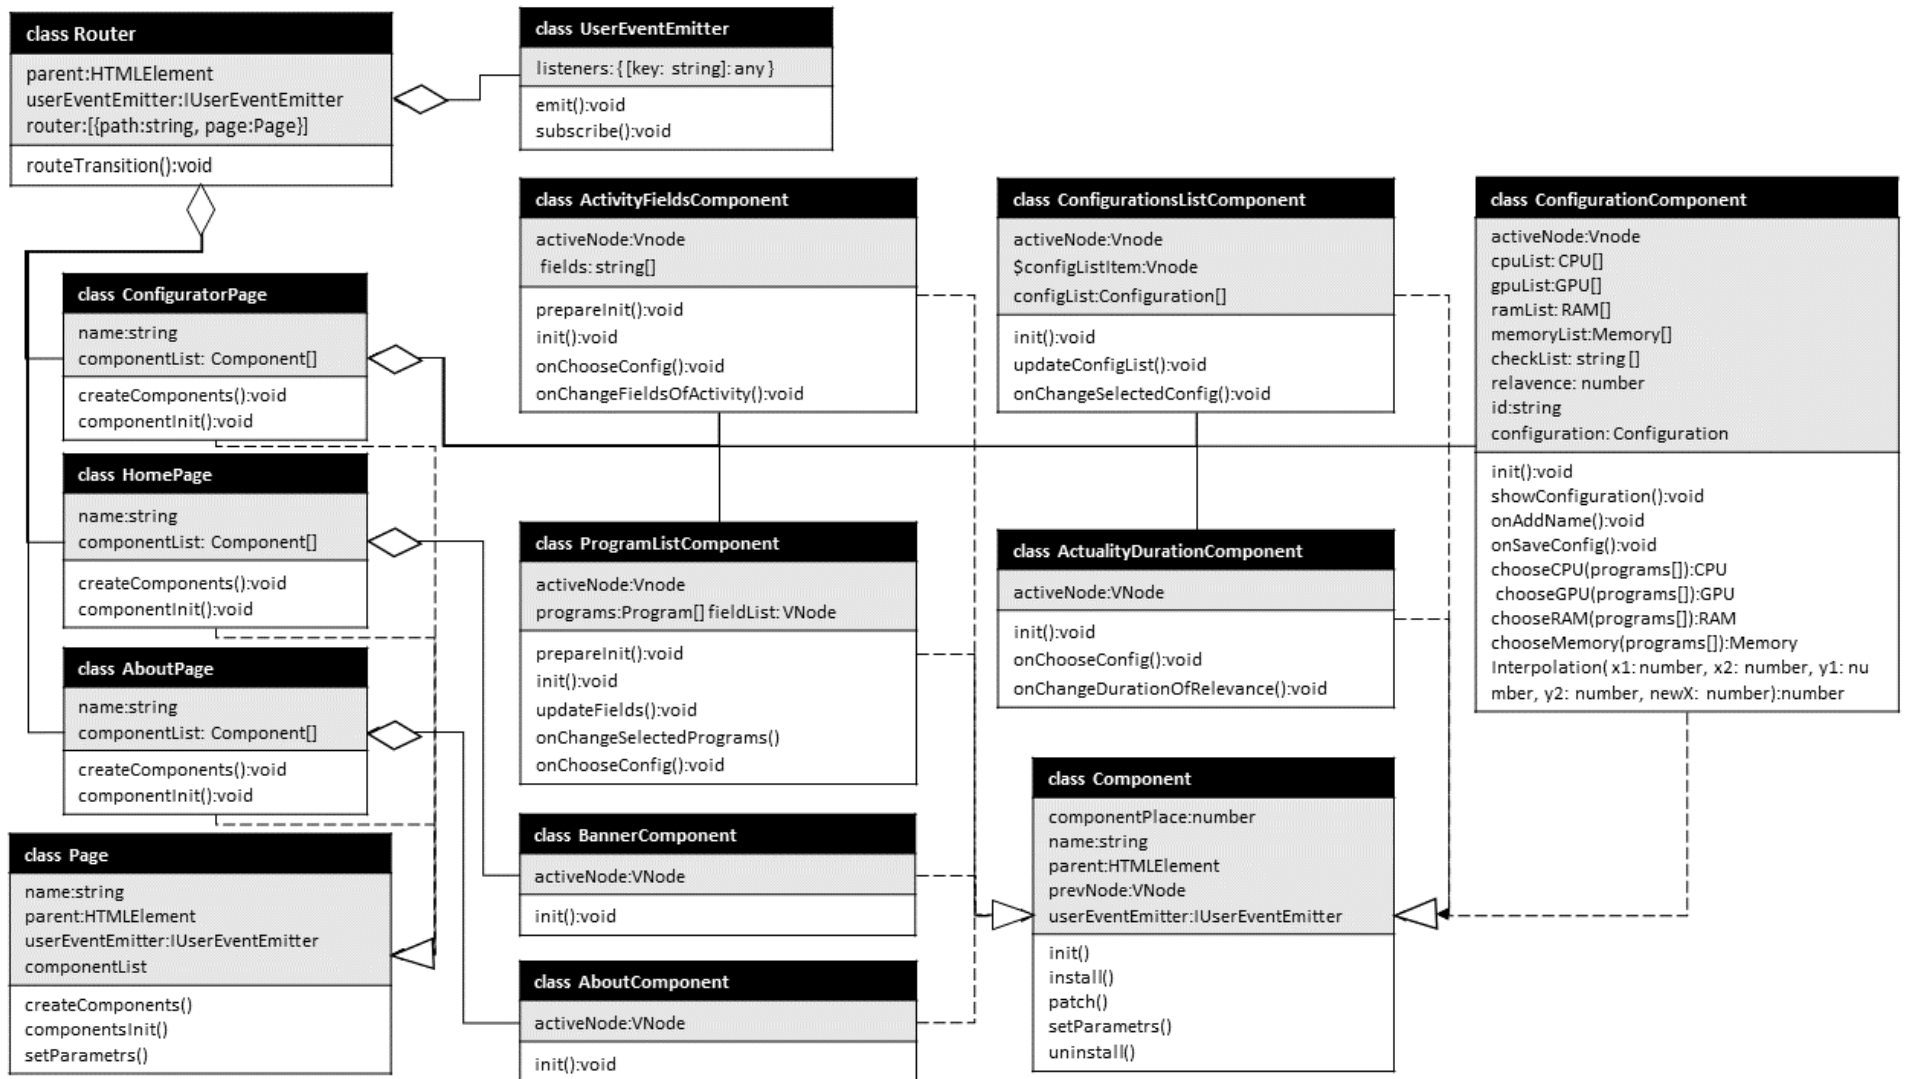 class Router
parent:HTMLElement
userEventEmitter:IUserEventEmitter
router:[{path:string, page:Page}]
routeTransition():void
class UserEventEmitter
listeners:{[key: string]:any}
emit():void
subscribe():void
class ConfiguratorPage
name:string
componentList: Component[]
createComponents():void
componentInit():void
class HomePage
name:string
componentList: Component[]
createComponents():void
componentInit():void
class AboutPage
name:string
componentList: Component[]
createComponents():void
componentInit():void
class Page
name:string
parent:HTMLElement
userEventEmitter:IUserEventEmitter
componentList
createComponents()
componentsInit()
setParametrs()
class ActivityFieldsComponent
activeNode:Vnode
fields: string[]
prepareInit():void
init():void
onChooseConfig():void
onChangeFieldsOfActivity():void
class ProgramListComponent
activeNode:Vnode
programs:Program[] fieldList: VNode
prepareInit():void
init():void
updateFields():void
onChangeSelectedPrograms()
onChooseConfig():void
class BannerComponent
activeNode:VNode
init():void
class AboutComponent
activeNode:VNode
init():void
class ConfigurationsListComponent
activeNode:Vnode
$configListItem:Vnode
configList:Configuration[]
init():void
updateConfigList():void
onChangeSelectedConfig():void
class ActualityDurationComponent
activeNode:VNode
init():void
onChooseConfig():void
onChangeDurationOfRelevance():void
class Component
componentPlace:number
name:string
parent:HTMLElement
prevNode:VNode
userEventEmitter:IUserEventEmitter
init()
install()
patch()
setParametrs()
uninstall()
class ConfigurationComponent
activeNode:Vnode
cpuList: CPU[]
gpuList:GPU[]
ramList: RAM[]
memoryList:Memory[]
checkList: string[]
relavence: number
id:string
configuration: Configuration
init():void
showConfiguration():void
onAddName():void
onSaveConfig():void
chooseCPU(programs[]):CPU
chooseGPU(programs[]):GPU
chooseRAM(programs[]):RAM
chooseMemory(programs[]):Memory
Interpolation( x1: number, x2: number, y1: nu
mber, y2: number, newX: number):number